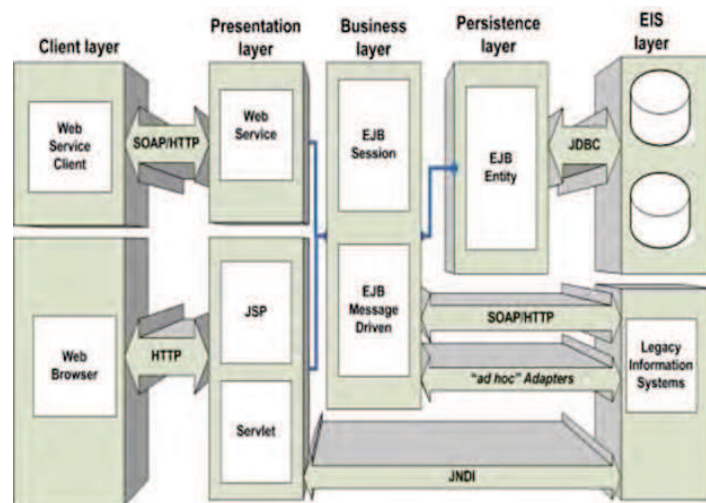 Client layer
Presentation
layer
Business
layer
Persistence
layer
EIS
layer
Web
Service
Client
SOAP/HTTP
Web
Service
EJB
Session
EJB
Entity
JDBC
Web
Browser
HTTP
JSP
Servlet
EJB
Message
Driven
SOAP/HTTP
"ad hoc" Adapters
JNDI
Legacy
Information
Systems